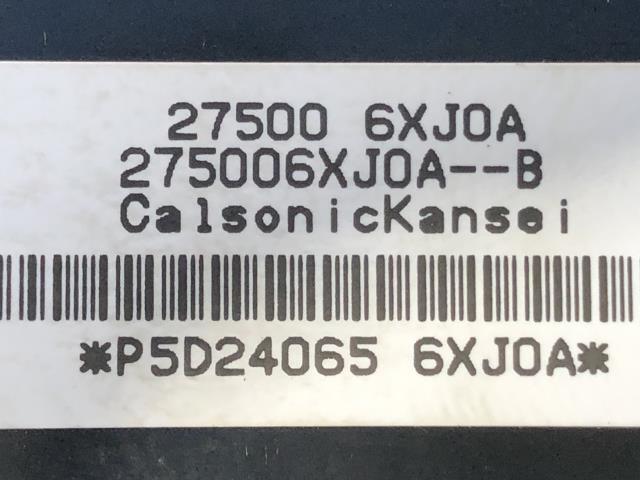 27500 6XJ0A
275006XJ0A--B
CalsonicKansei
*P5D24065 6XJ0A*